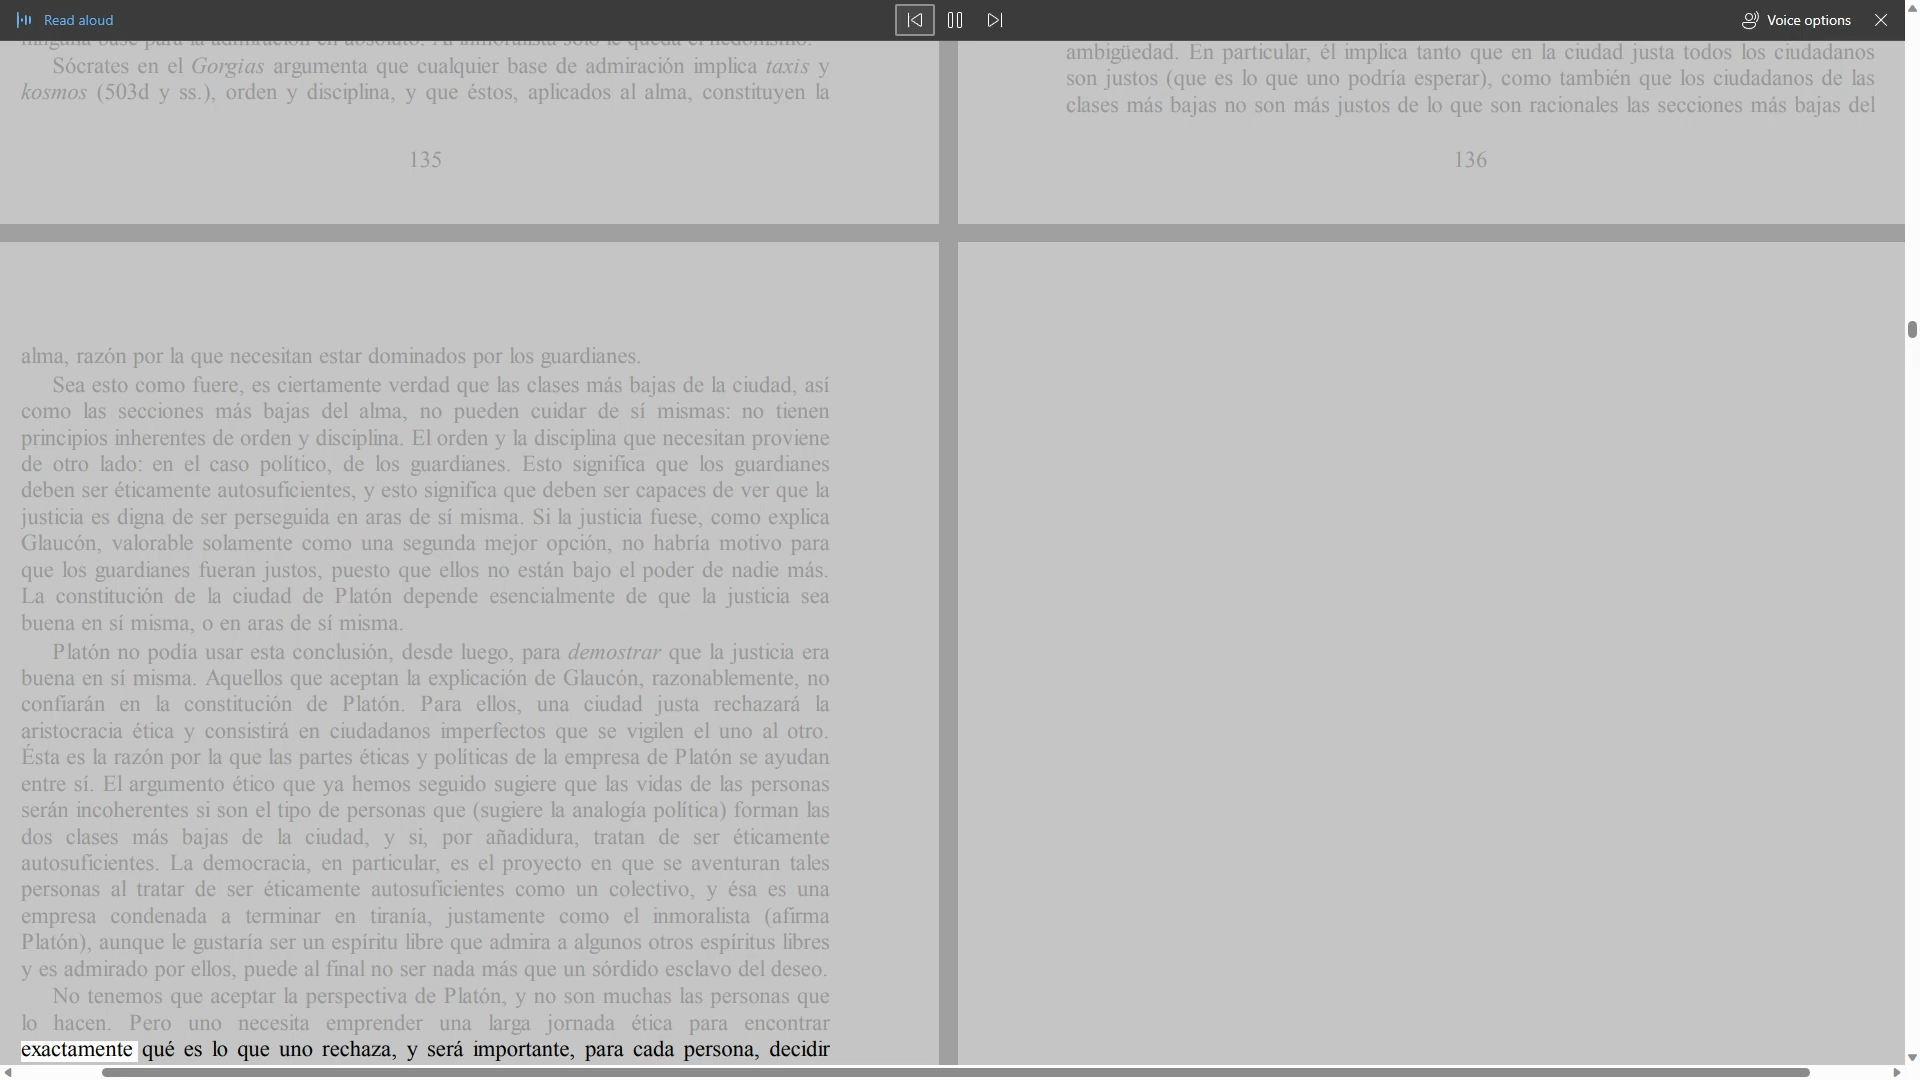 Read aloud
Voice options
ninguna base para la admiración en absoluto. Al inmoralista sólo le queda el hedonismo.
Sócrates en el Gorgias argumenta que cualquier base de admiración implica taxis y
kosmos (503d y ss.), orden y disciplina, y que éstos, aplicados al alma, constituyen la
135
ambigüedad. En particular, él implica tanto que en la ciudad justa todos los ciudadanos
son justos (que es lo que uno podría esperar), como también que los ciudadanos de las
clases más bajas no son más justos de lo que son racionales las secciones más bajas del
136
alma, razón por la que necesitan estar dominados por los guardianes.
Sea esto como fuere, es ciertamente verdad que las clases más bajas de la ciudad, así
como las secciones más bajas del alma, no pueden cuidar de sí mismas: no tienen
principios inherentes de orden y disciplina. El orden y la disciplina que necesitan proviene
de otro lado: en el caso político, de los guardianes. Esto significa que los guardianes
deben ser éticamente autosuficientes, y esto significa que deben ser capaces de ver que la
justicia es digna de ser perseguida en aras de sí misma. Si la justicia fuese, como explica
Glaucón, valorable solamente como una segunda mejor opción, no habría motivo para
que los guardianes fueran justos, puesto que ellos no están bajo el poder de nadie más.
La constitución de la ciudad de Platón depende esencialmente de que la justicia sea
buena en sí misma, o en aras de sí misma.
Platón no podía usar esta conclusión, desde luego, para demostrar que la justicia era
buena en sí misma. Aquellos que aceptan la explicación de Glaucón, razonablemente, no
confiarán en la constitución de Platón. Para ellos, una ciudad justa rechazará la
aristocracia ética y consistirá en ciudadanos imperfectos que se vigilen el uno al otro.
Ésta es la razón por la que las partes éticas y políticas de la empresa de Platón se ayudan
entre sí. El argumento ético que ya hemos seguido sugiere que las vidas de las personas
serán incoherentes si son el tipo de personas que (sugiere la analogía política) forman las
dos clases más bajas de la ciudad, y si, por añadidura, tratan de ser éticamente
autosuficientes. La democracia, en particular, es el proyecto en que se aventuran tales
personas al tratar de ser éticamente autosuficientes como un colectivo, y ésa es una
empresa condenada a terminar en tiranía, justamente como el inmoralista (afirma
Platón), aunque le gustaría ser un espíritu libre que admira a algunos otros espíritus libres
y es admirado por ellos, puede al final no ser nada más que un sórdido esclavo del deseo.
No tenemos que aceptar la perspectiva de Platón, y no son muchas las personas que
lo hacen. Pero uno necesita emprender una larga jornada ética para encontrar
exactamente qué es lo que uno rechaza, y será importante, para cada persona, decidir